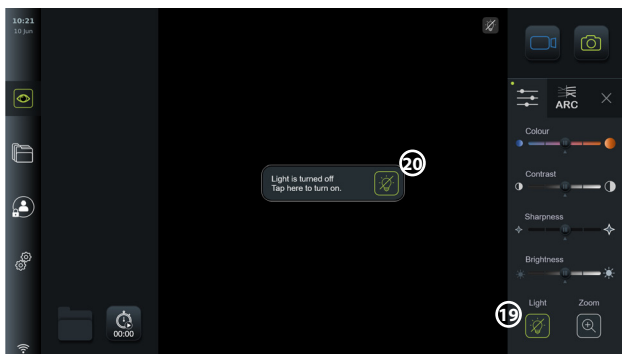 10:21
10 Jun
ARC
Colour
Contrast
20
Light is turned off
Tap here to turn on.
Sharpness
Brightness
19
Light
Zoom
00:00